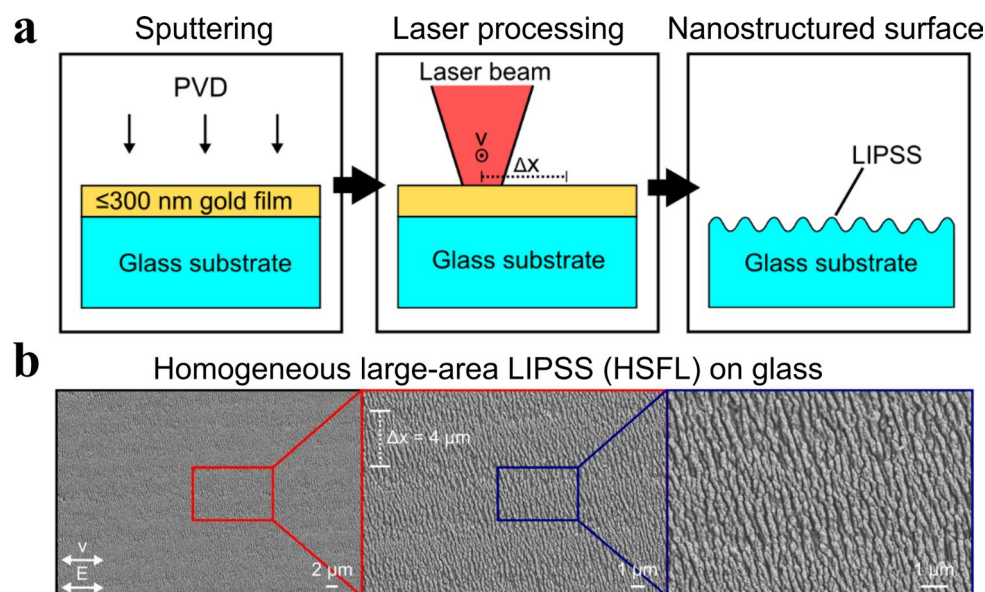 a
Sputtering
Laser processing
Nanostructured surface
PVD
≤300 nm gold film
Glass substrate
Laser beam
v
Δx
Glass substrate
LIPSS
Glass substrate
b
Homogeneous large-area LIPSS (HSFL) on glass
v
E
2 µm
Δx = 4 µm
1 µm
1 µm